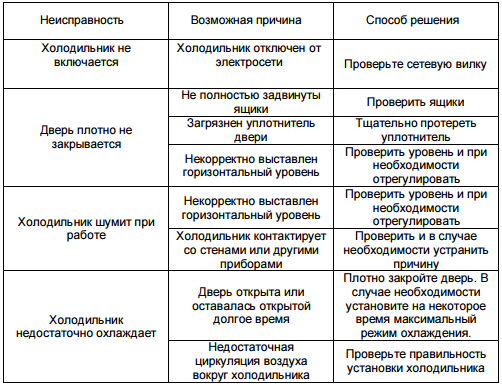 Неисправность
Возможная причина
Способ решения
Холодильник не
включается
Холодильник отключен от
электросети
Проверьте сетевую вилку
Дверь плотно не
закрывается
Не полностью задвинуты
ящики
Проверить ящики
Загрязнен уплотнитель
двери
Тщательно протереть
уплотнитель
Некорректно выставлен
горизонтальный уровень
Проверить уровень и при
необходимости
отрегулировать
Холодильник шумит при
работе
Некорректно выставлен
горизонтальный уровень
Проверить уровень и при
необходимости
отрегулировать
Холодильник контактирует
со стенами или другими
приборами
Проверить и в случае
необходимости устранить
причину
Холодильник
недостаточно охлаждает
Дверь открыта или
оставалась открытой
долгое время
Плотно закройте дверь. В
случае необходимости
установите на некоторое
время максимальный
режим охлаждения.
Недостаточная
циркуляция воздуха
вокруг холодильника
Проверьте правильность
установки холодильника